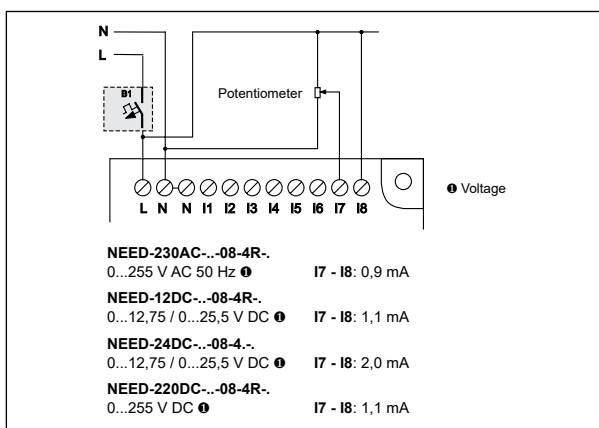 N
L
B1
Potentiometer
L N N I1 I2 I3 I4 I5 I6 I7 I8
❶ Voltage
NEED-230AC-..-08-4R-.
0...255 V AC 50 Hz ❶ I7 - I8: 0,9 mA
NEED-12DC-..-08-4R-.
0...12,75 / 0...25,5 V DC ❶ I7 - I8: 1,1 mA
NEED-24DC-..-08-4.-.
0...12,75 / 0...25,5 V DC ❶ I7 - I8: 2,0 mA
NEED-220DC-..-08-4R-.
0...255 V DC ❶ I7 - I8: 1,1 mA